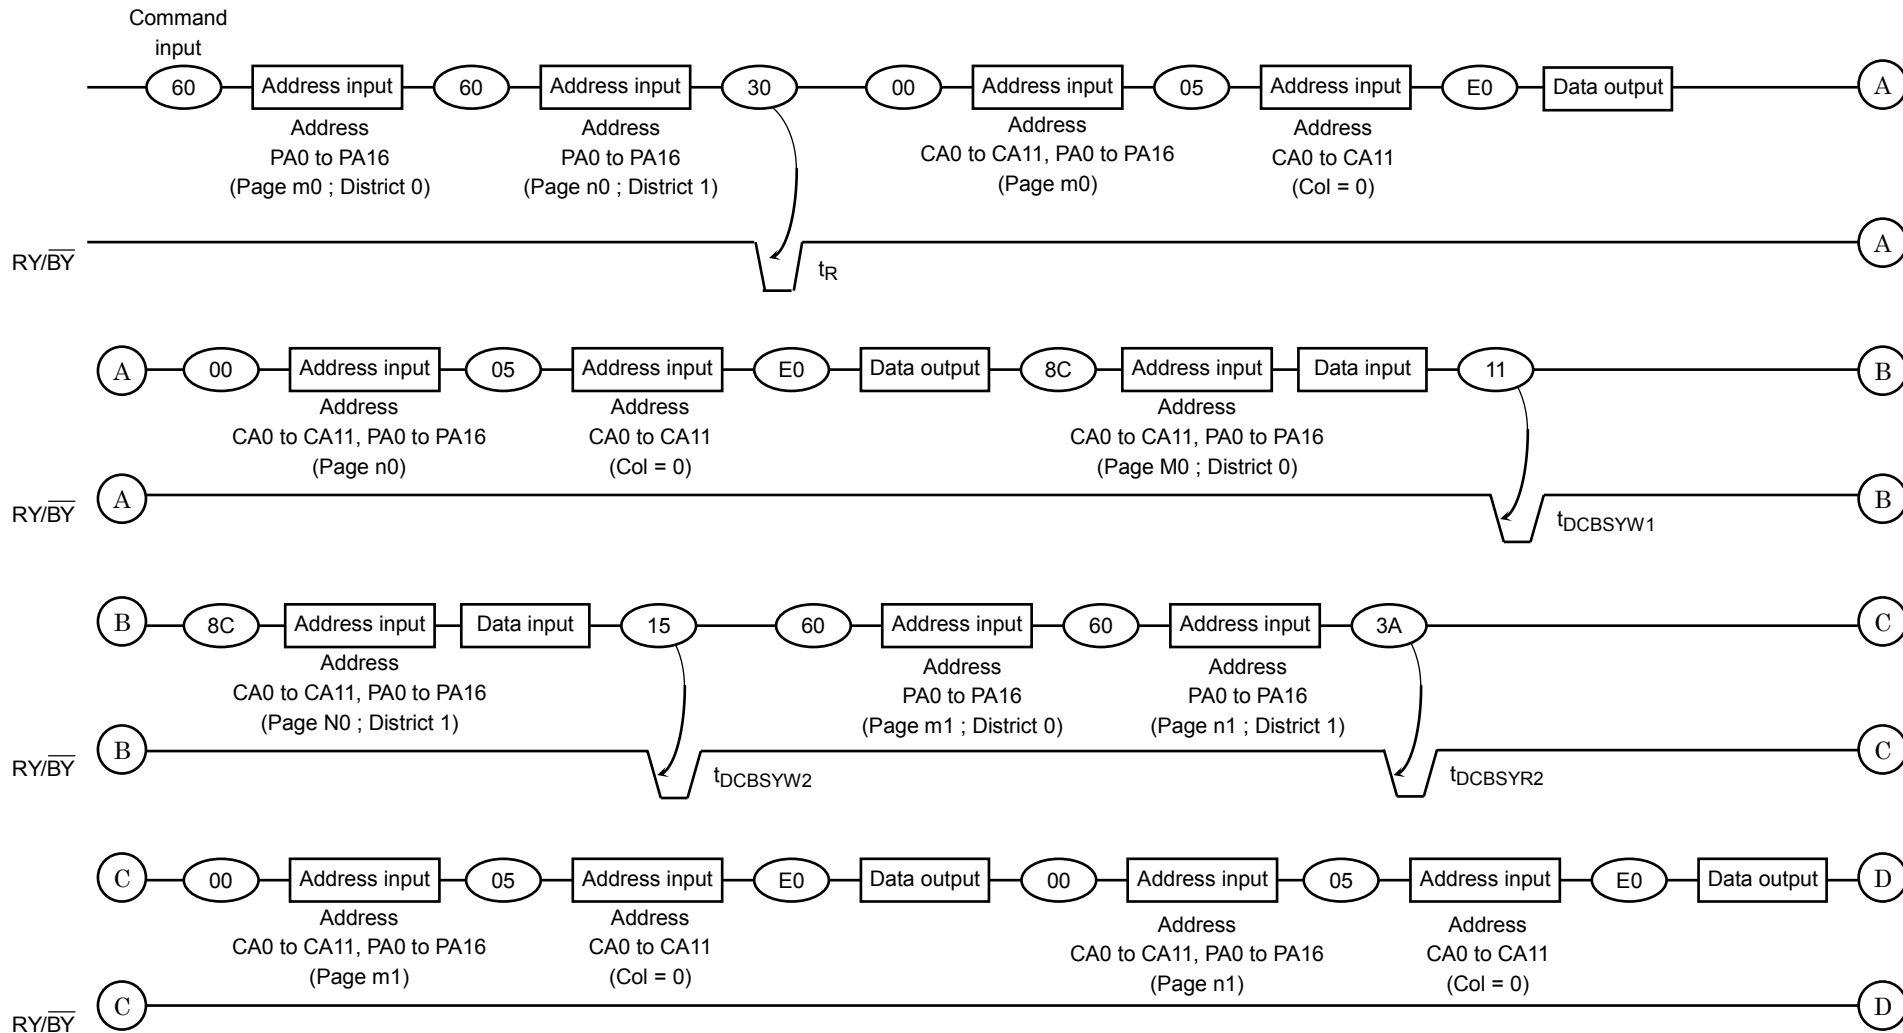 Command
input
60 Address input 60 Address input 30 00 Address input 05 Address input E0 Data output A
Address
PA0 to PA16
(Page m0 ; District 0)
Address
PA0 to PA16
(Page n0 ; District 1)
Address
CA0 to CA11, PA0 to PA16
(Page m0)
Address
CA0 to CA11
(Col = 0)
RY/BY tR A
A 00 Address input 05 Address input E0 Data output 8C Address input Data input 11 B
Address
CA0 to CA11, PA0 to PA16
(Page n0)
Address
CA0 to CA11
(Col = 0)
Address
CA0 to CA11, PA0 to PA16
(Page M0 ; District 0)
RY/BY A tDCBSYW1 B
B 8C Address input Data input 15 60 Address input 60 Address input 3A C
Address
CA0 to CA11, PA0 to PA16
(Page N0 ; District 1)
Address
PA0 to PA16
(Page m1 ; District 0)
Address
PA0 to PA16
(Page n1 ; District 1)
RY/BY B tDCBSYW2 tDCBSYR2 C
C 00 Address input 05 Address input E0 Data output 00 Address input 05 Address input E0 Data output D
Address
CA0 to CA11, PA0 to PA16
(Page m1)
Address
CA0 to CA11
(Col = 0)
Address
CA0 to CA11, PA0 to PA16
(Page n1)
Address
CA0 to CA11
(Col = 0)
RY/BY C D